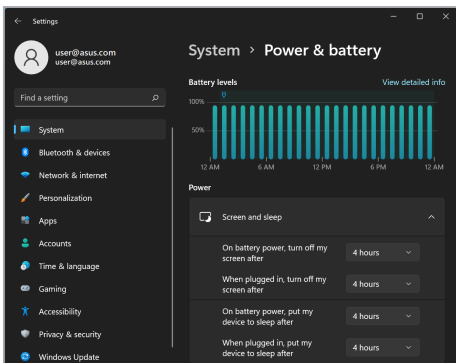 Settings
user@asus.com
user@asus.com
Find a setting
System
Bluetooth & devices
Network & internet
Personalization
Apps
Accounts
Time & language
Gaming
Accessibility
Privacy & security
Windows Update
System > Power & battery
Battery levels
View detailed info
100%
50%
12 AM 6 AM 12 PM 6 PM 12 AM
Power
Screen and sleep
On battery power, turn off my
screen after
4 hours
When plugged in, turn off my
screen after
4 hours
On battery power, put my
device to sleep after
4 hours
When plugged in, put my
device to sleep after
4 hours